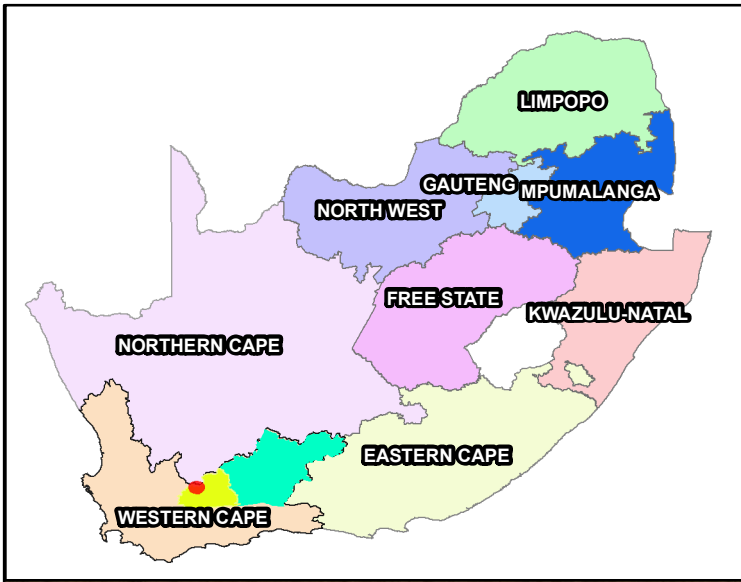 LIMPOPO
GAUTENG
MPUMALANGA
NORTH WEST
FREE STATE
KWAZULU-NATAL
NORTHERN CAPE
EASTERN CAPE
WESTERN CAPE